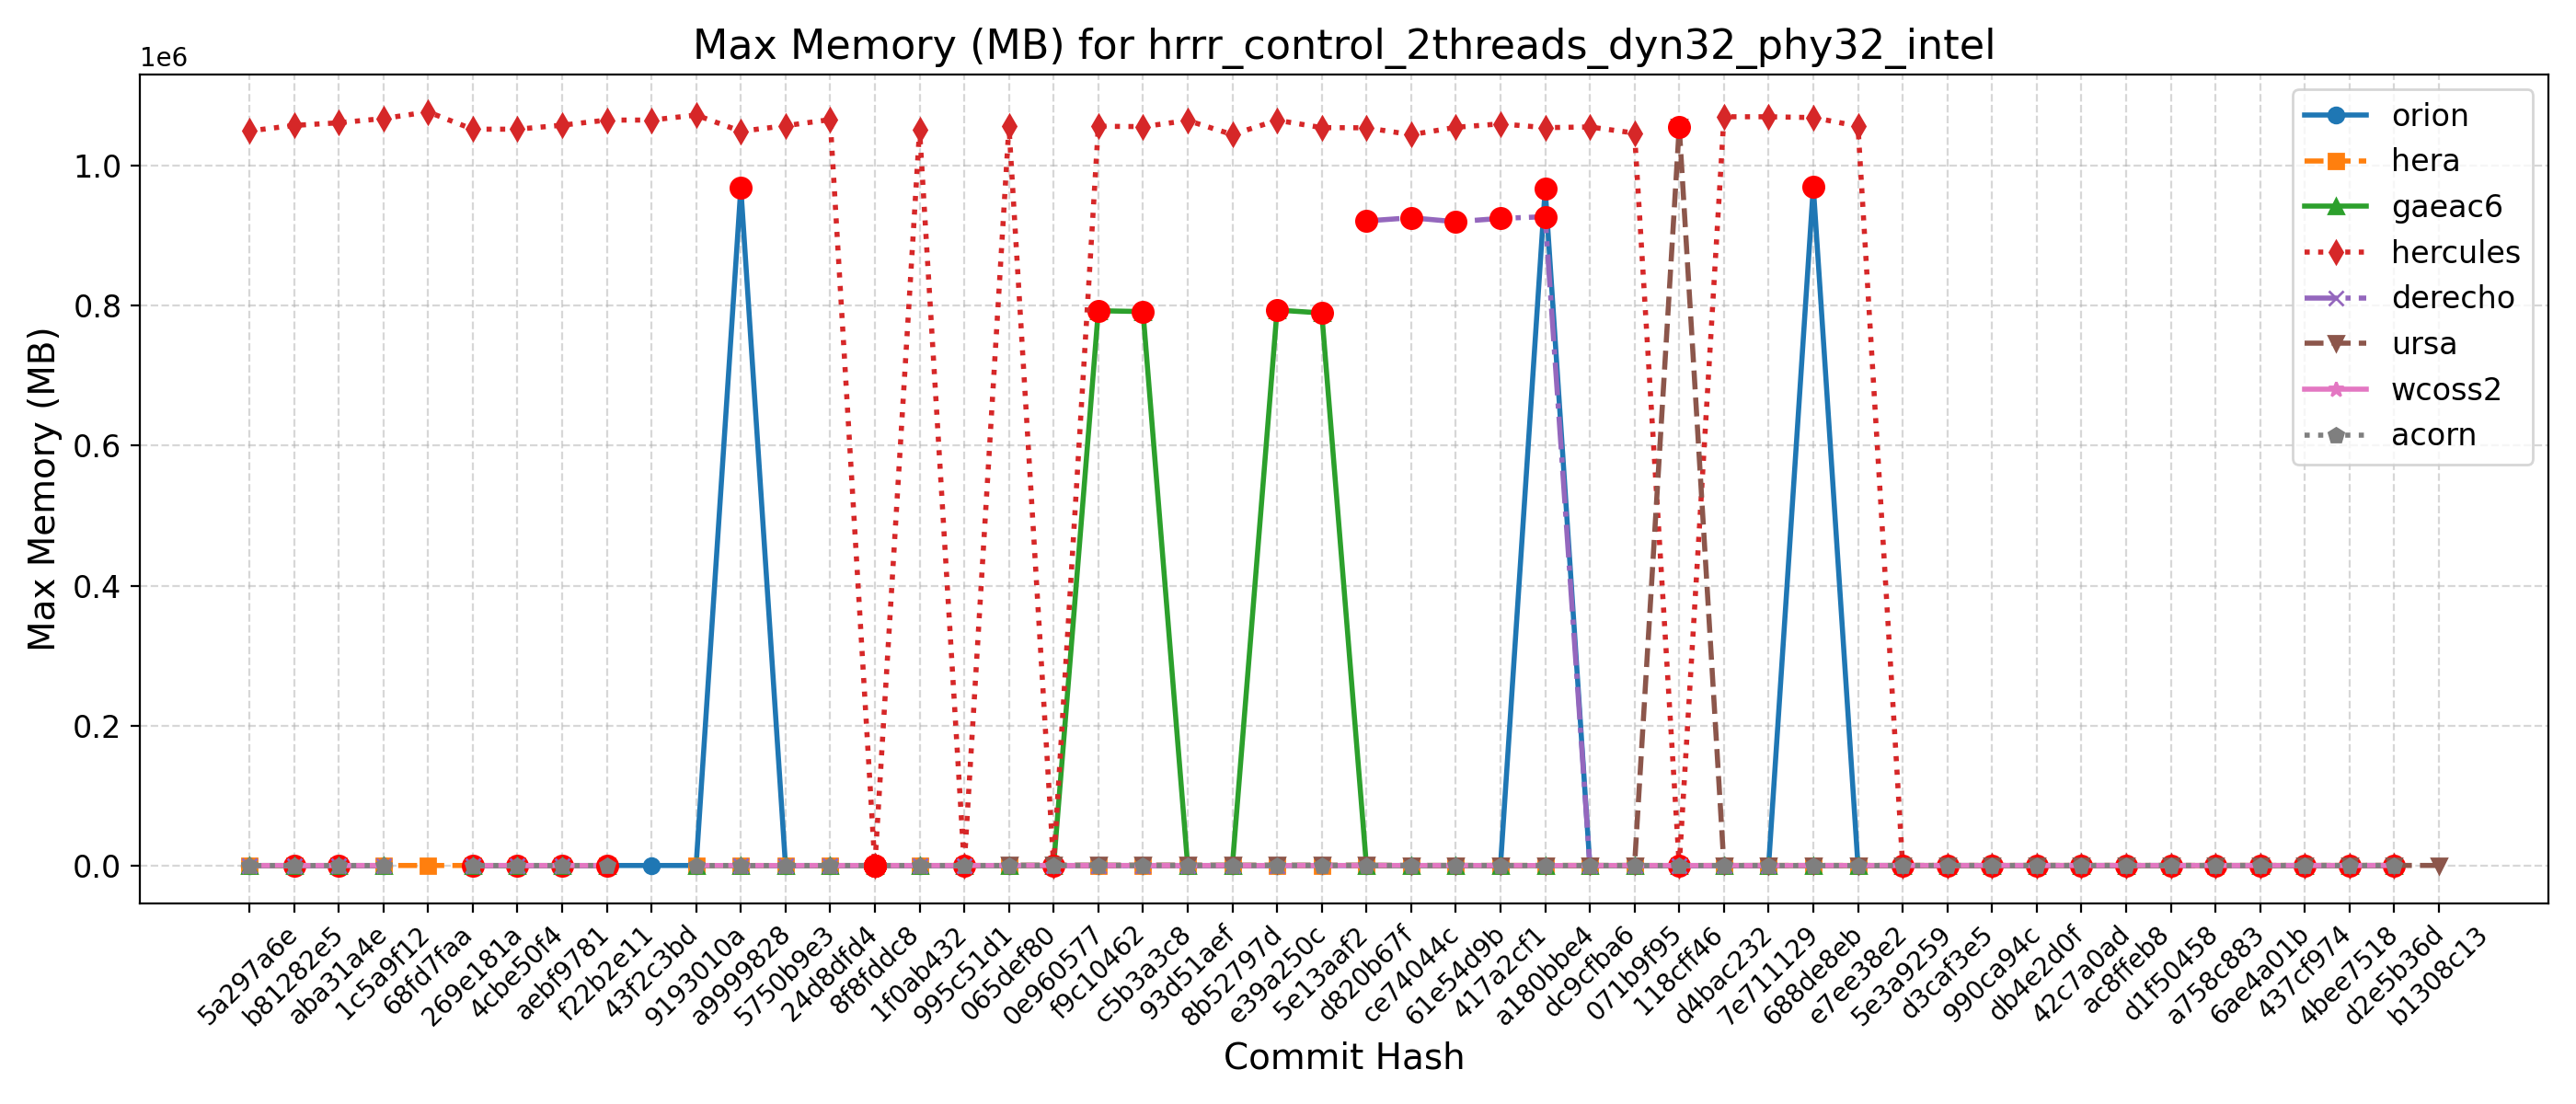 Max Memory (MB) for hrrr_control_2threads_dyn32_phy32_intel
1e6
1.0
0.8
0.6
0.4
0.2
0.0
Max Memory (MB)
orion
hera
gaeac6
hercules
derecho
ursa
wcoss2
acorn
5a297a6e
b81282e5
aba31a4e
1c5a9f12
68fd7faa
269e181a
4cbe50f4
aebf9781
f22b2e11
43f2c3bd
9193010a
a9999828
5750b9e3
24d8dfd4
8f8fddc8
1f0ab432
995c51d1
065def80
0e960577
f9c10462
c5b3a3c8
93d51aef
8b52797d
e39a250c
5e13aaf2
d820b67f
ce74044c
61e54d9b
417a2cf1
a180bbe4
dc9cfba6
071b9f95
118cff46
d4bac232
7e711129
688de8eb
e7ee38e2
5e3a9259
d3caf3e5
990ca94c
db4e2d0f
42c7a0ad
ac8ffeb8
d1f50458
a758c883
6ae4a01b
437cf974
4bee7518
d2e5b36d
b1308c13
Commit Hash